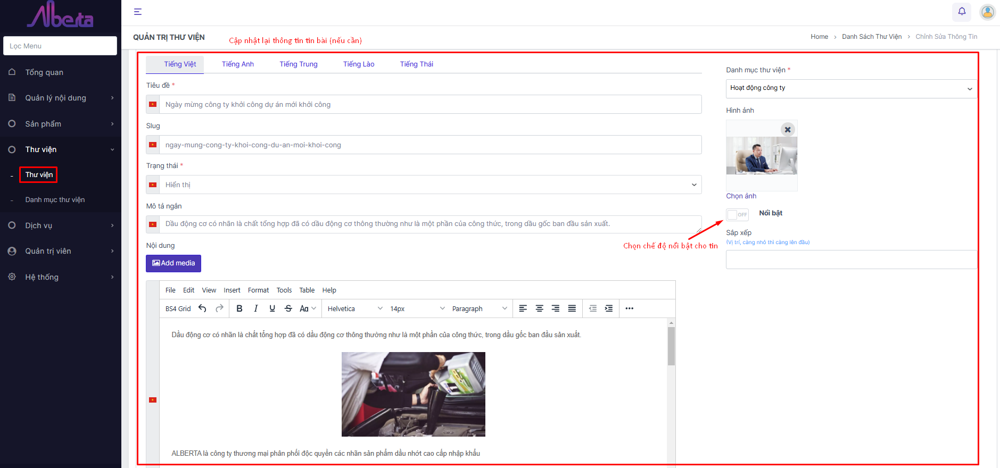 Alberta
Lọc Menu
Tổng quan
Quản lý nội dung
Sản phẩm
Thư viện
- Thư viện
- Danh mục thư viện
Dịch vụ
Quản trị viên
Hệ thống
QUẢN TRỊ THƯ VIỆN
Cập nhật lại thông tin tin bài (nếu cần)
Home > Danh Sách Thư Viện > Chỉnh Sửa Thông Tin
Tiếng Việt Tiếng Anh Tiếng Trung Tiếng Lào Tiếng Thái
Tiêu đề *
Ngày mừng công ty khởi công dự án mới khởi công
Slug
ngay-mung-cong-ty-khoi-cong-du-an-moi-khoi-cong
Trạng thái *
Hiển thị
Mô tả ngắn
Dầu động cơ có nhãn là chất tổng hợp đã có dầu động cơ thông thường như là một phần của công thức, trong dầu gốc ban đầu sản xuất.
Nội dung
Add media
File Edit View Insert Format Tools Table Help
BS4 Grid B I U S Aa Helvetica 14px Paragraph
Dầu động cơ có nhãn là chất tổng hợp đã có dầu động cơ thông thường như là một phần của công thức, trong dầu gốc ban đầu sản xuất.
ALBERTA là công ty thương mại phân phối độc quyền các nhãn sản phẩm dầu nhớt cao cấp nhập khẩu
Danh mục thư viện *
Hoạt động công ty
Hình ảnh
Chọn ảnh
OFF Nổi bật
Chọn chế độ nổi bật cho tin
Sắp xếp
(Vị trí, càng nhỏ thì càng lên đầu)